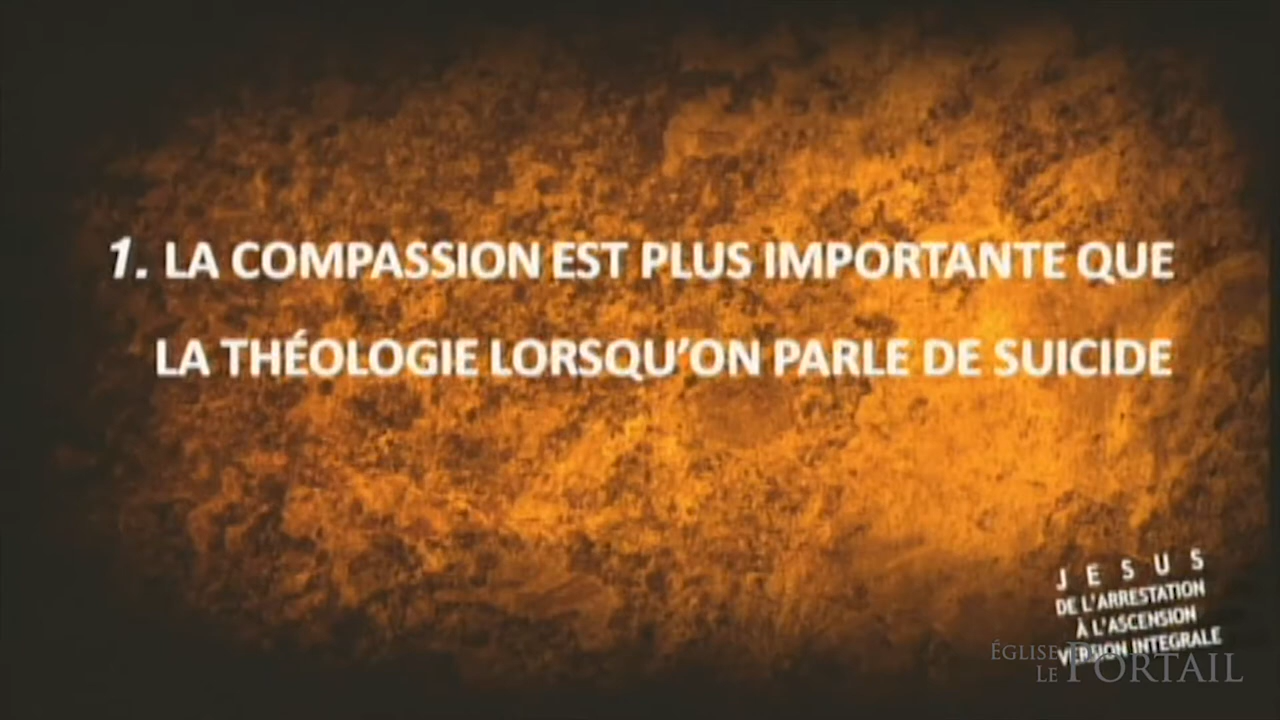 1. LA COMPASSION EST PLUS IMPORTANTE QUE
LA THÉOLOGIE LORSQU'ON PARLE DE SUICIDE
JESUS
DE L'ARRESTATION
À L'ASCENSION
VERSION INTEGRALE
ÉGLISE
LE PORTAIL